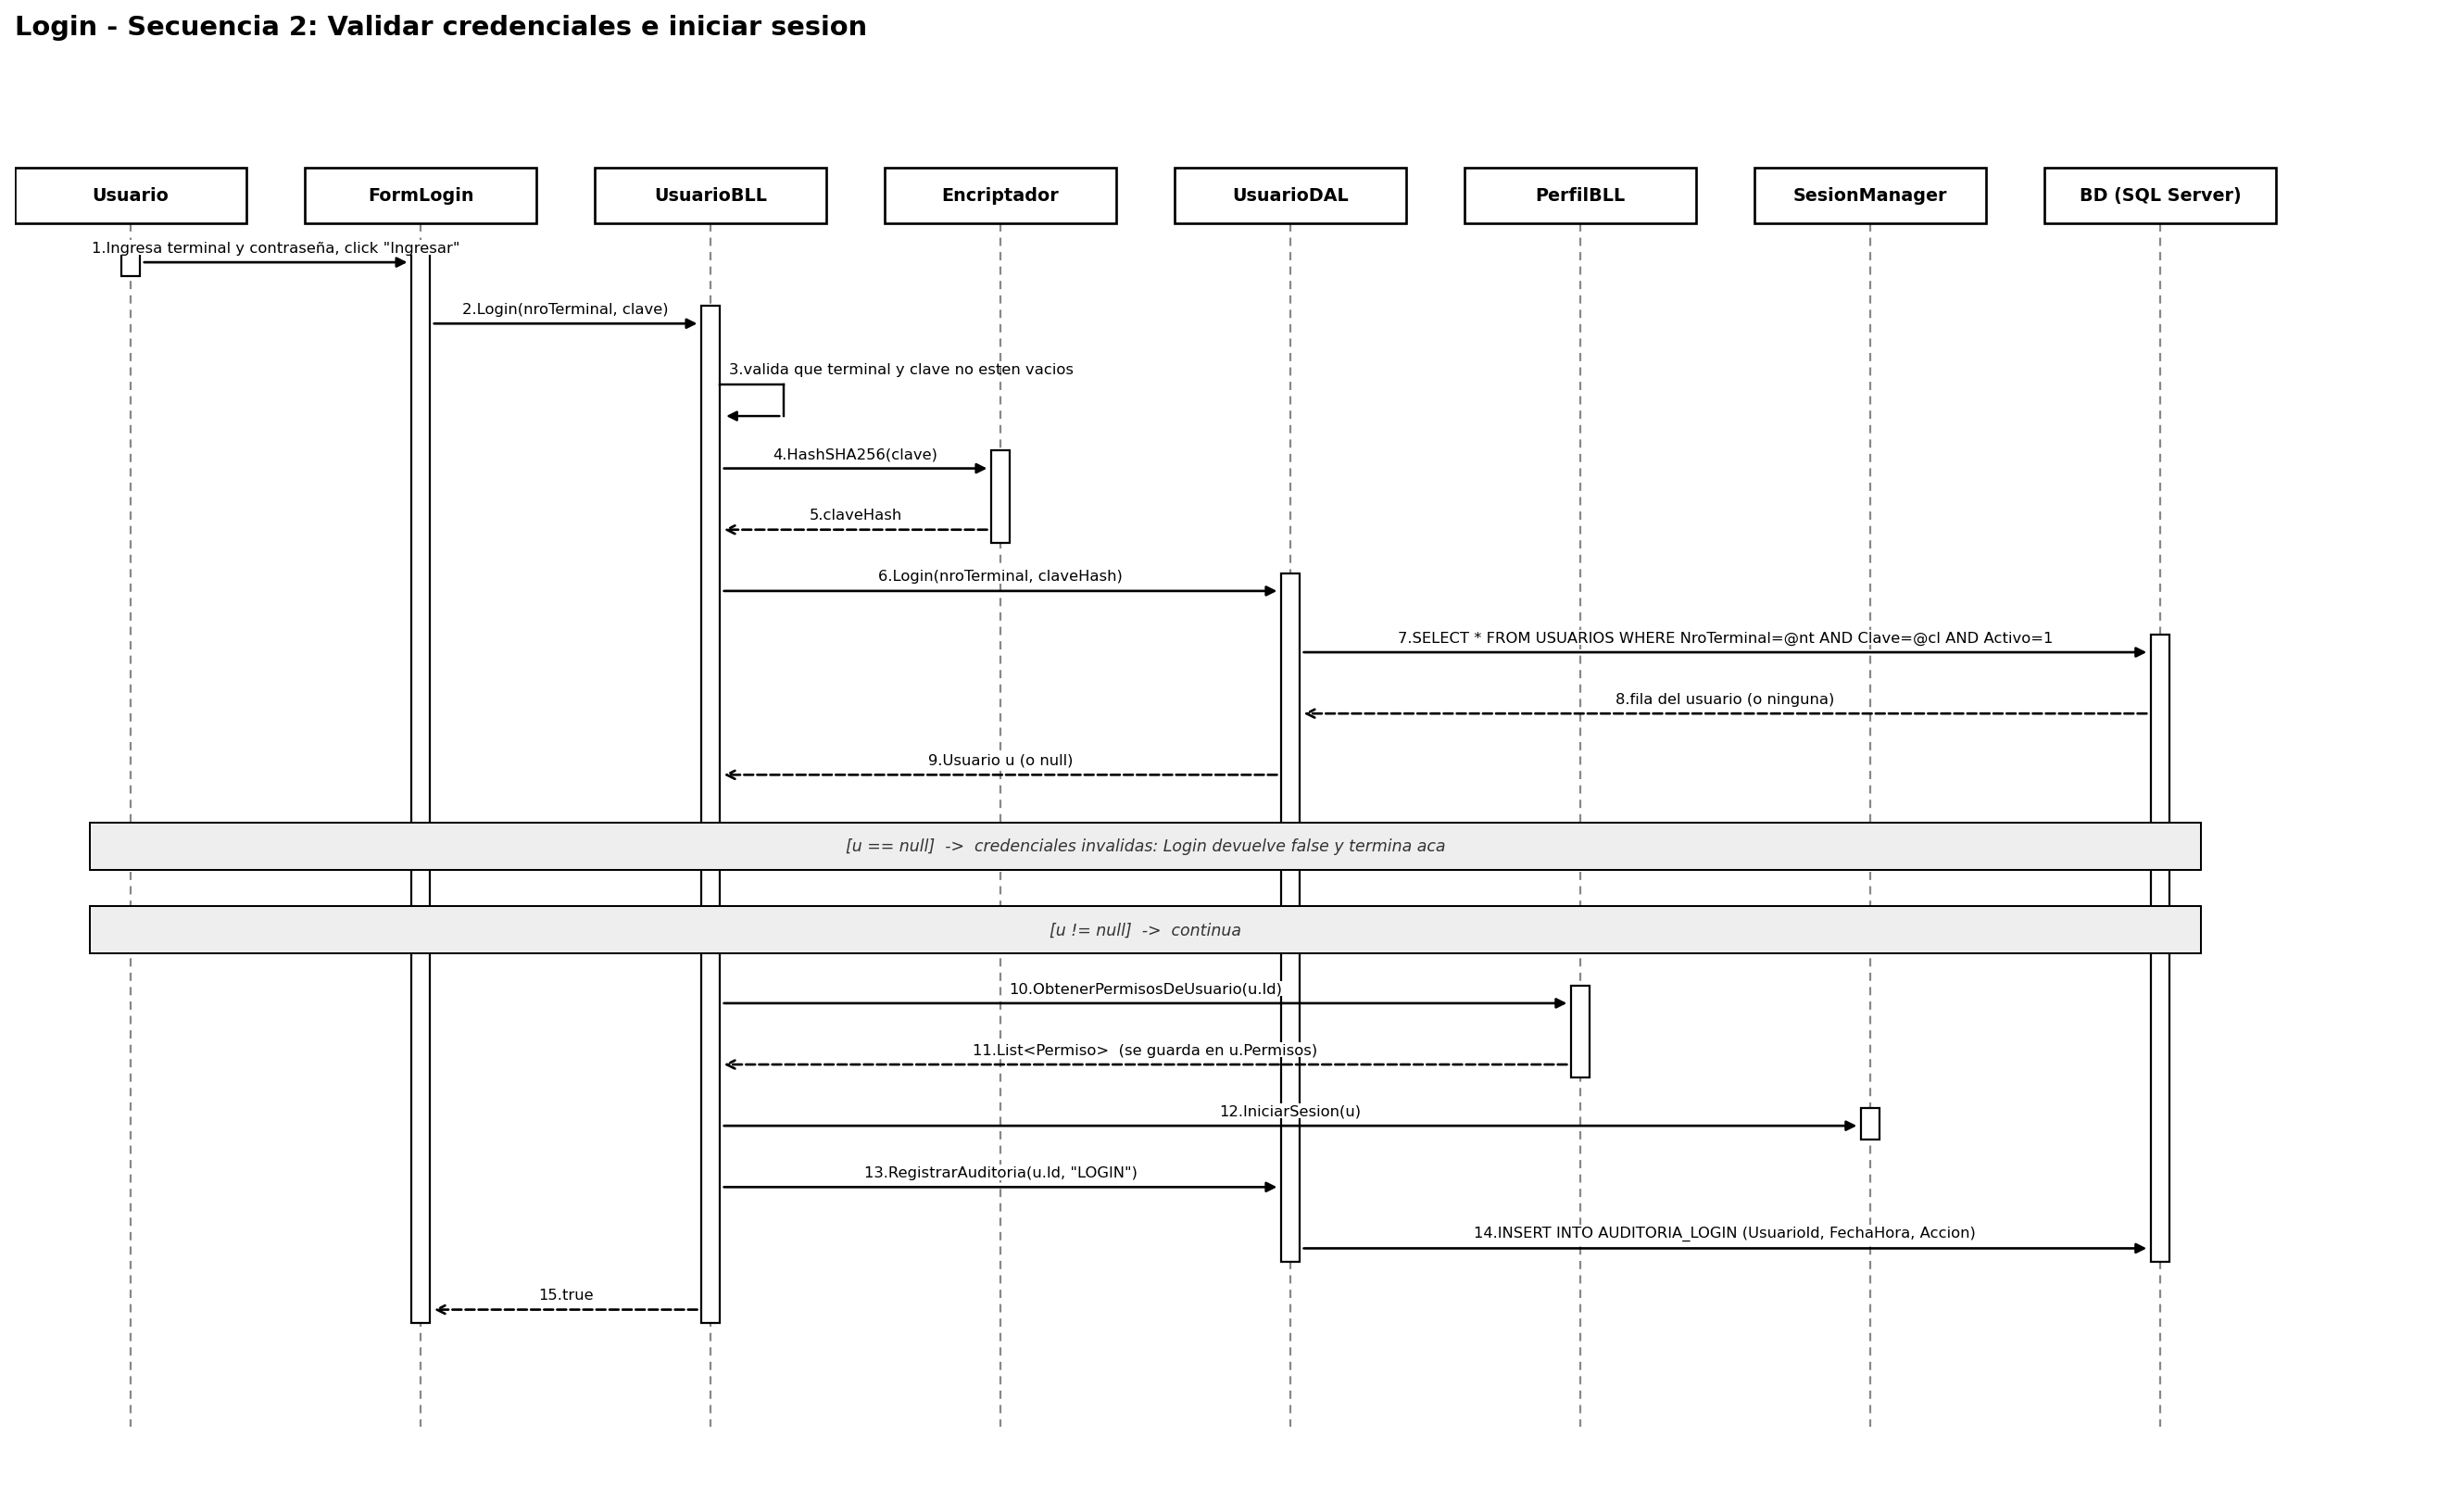 Login - Secuencia 2: Validar credenciales e iniciar sesion
Usuario
FormLogin
UsuarioBLL
Encriptador
UsuarioDAL
PerfilBLL
SesionManager
BD (SQL Server)
1.Ingresa terminal y contraseña, click "Ingresar"
2.Login(nroTerminal, clave)
3.valida que terminal y clave no esten vacios
4.HashSHA256(clave)
5.claveHash
6.Login(nroTerminal, claveHash)
7.SELECT * FROM USUARIOS WHERE NroTerminal=@nt AND Clave=@cl AND Activo=1
8.fila del usuario (o ninguna)
9.Usuario u (o null)
[u == null]  ->  credenciales invalidas: Login devuelve false y termina aca
[u != null]  ->  continua
10.ObtenerPermisosDeUsuario(u.Id)
11.List<Permiso>  (se guarda en u.Permisos)
12.IniciarSesion(u)
13.RegistrarAuditoria(u.Id, "LOGIN")
14.INSERT INTO AUDITORIA_LOGIN (UsuarioId, FechaHora, Accion)
15.true